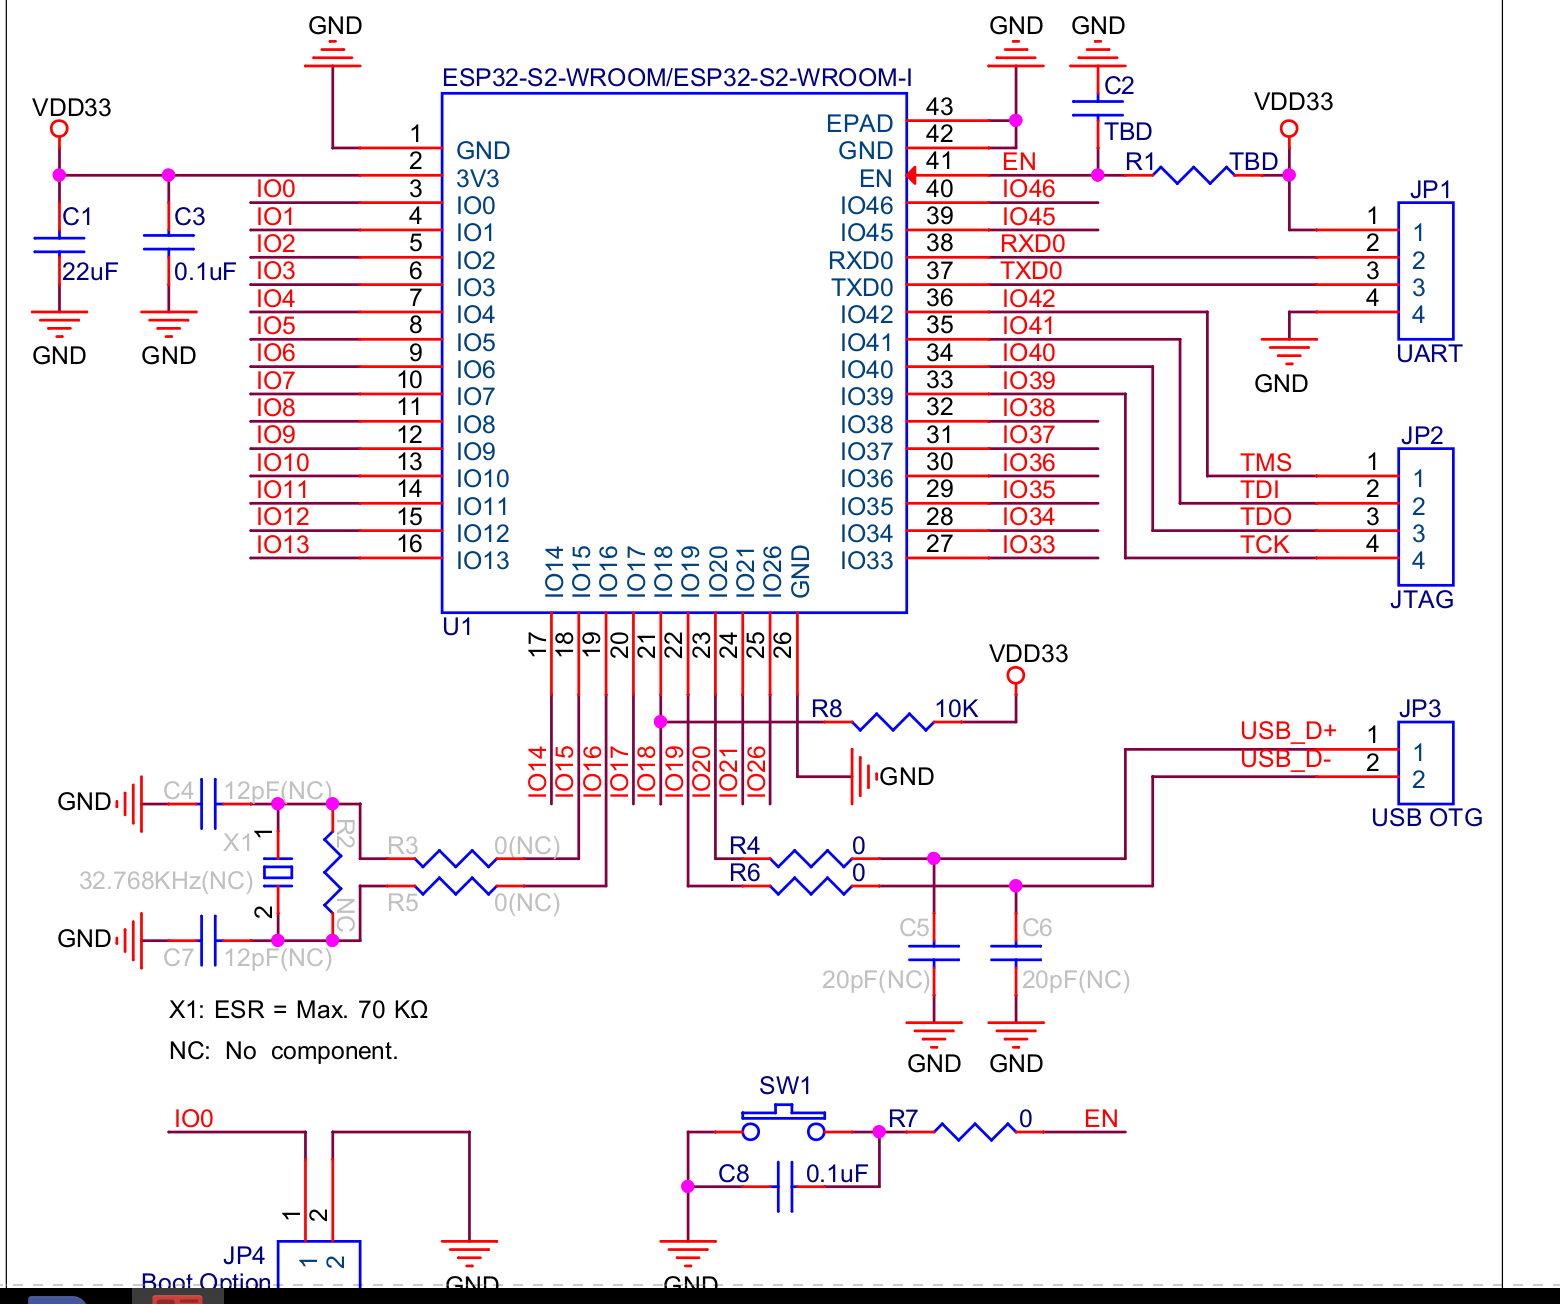 GND
GND
GND
ESP32-S2-WROOM/ESP32-S2-WROOM-I
VDD33
C1
22uF
GND
C3
0.1uF
GND
C2
TBD
R1
TBD
VDD33
1
GND
2
3V3
IO0
3
IO0
IO1
4
IO1
IO2
5
IO2
IO3
6
IO3
IO4
7
IO4
IO5
8
IO5
IO6
9
IO6
IO7
10
IO7
IO8
11
IO8
IO9
12
IO9
IO10
13
IO10
IO11
14
IO11
IO12
15
IO12
IO13
16
IO13
EPAD
43
GND
42
EN
41
EN
IO46
40
IO46
IO45
39
IO45
RXD0
38
RXD0
TXD0
37
TXD0
IO42
36
IO42
IO41
35
IO41
IO40
34
IO40
IO39
33
IO39
IO38
32
IO38
IO37
31
IO37
IO36
30
IO36
IO35
29
IO35
IO34
28
IO34
IO33
27
IO33
JP1
1
1
2
2
3
3
4
4
UART
GND
JP2
TMS
1
1
TDI
2
2
TDO
3
3
TCK
4
4
JTAG
U1
IO14
IO15
IO16
IO17
IO18
IO19
IO20
IO21
IO26
GND
17
18
19
20
21
22
23
24
25
26
IO14
IO15
IO16
IO17
IO18
IO19
IO20
IO21
IO26
VDD33
R8
10K
GND
JP3
USB_D+
1
1
USB_D-
2
2
USB OTG
GND
C4
12pF(NC)
X1
1
2
32.768KHz(NC)
R2
NC
R3
0(NC)
R5
0(NC)
GND
C7
12pF(NC)
R4
0
R6
0
C5
20pF(NC)
GND
C6
20pF(NC)
GND
X1: ESR = Max. 70 KΩ
NC: No component.
IO0
1
2
JP4
1
2
Boot Option
GND
SW1
R7
0
EN
C8
0.1uF
GND